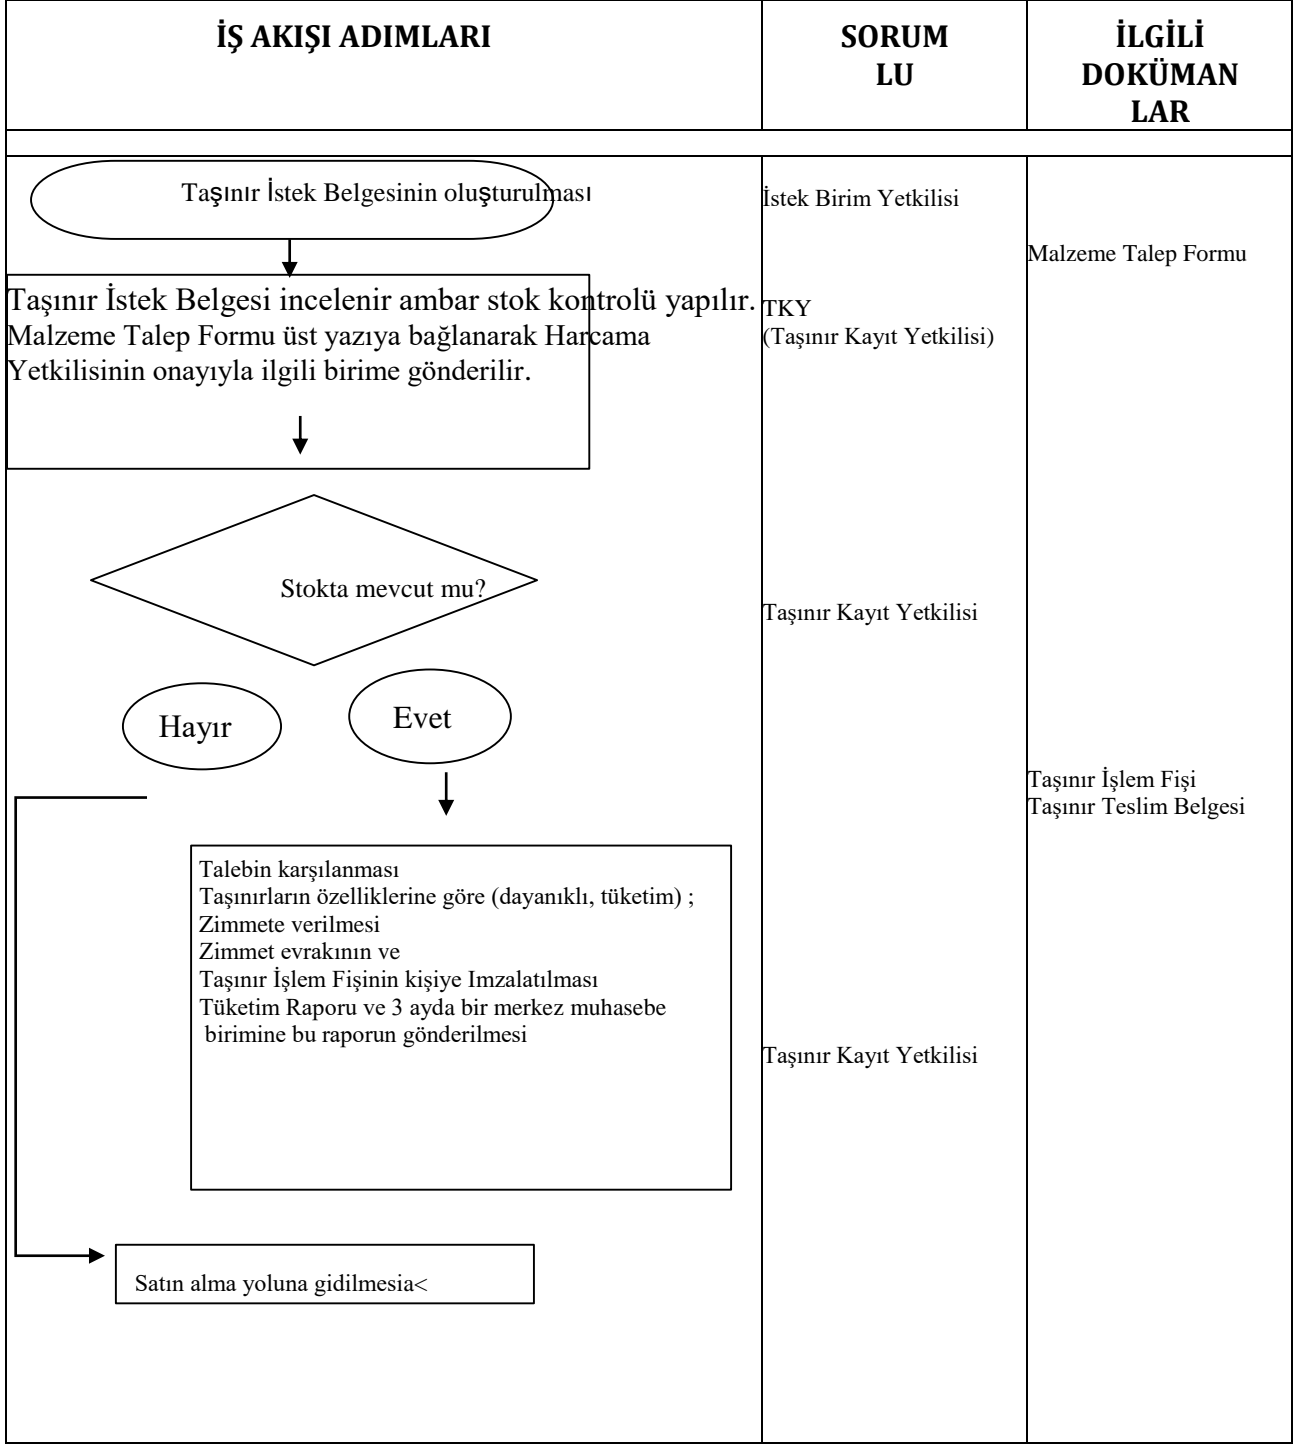 İŞ AKIŞI ADIMLARI
SORUM
LU
İLGİLİ
DOKÜMAN
LAR
Taşınır İstek Belgesinin oluşturulması
İstek Birim Yetkilisi
Malzeme Talep Formu
Taşınır İstek Belgesi incelenir ambar stok kontrolü yapılır.
Malzeme Talep Formu üst yazıya bağlanarak Harcama
Yetkilisinin onayıyla ilgili birime gönderilir.
TKY
(Taşınır Kayıt Yetkilisi)
Stokta mevcut mu?
Taşınır Kayıt Yetkilisi
Hayır
Evet
Taşınır İşlem Fişi
Taşınır Teslim Belgesi
Talebin karşılanması
Taşınırların özelliklerine göre (dayanıklı, tüketim) ;
Zimmete verilmesi
Zimmet evrakının ve
Taşınır İşlem Fişinin kişiye Imzalatılması
Tüketim Raporu ve 3 ayda bir merkez muhasebe
birimine bu raporun gönderilmesi
Taşınır Kayıt Yetkilisi
Satın alma yoluna gidilmesia<